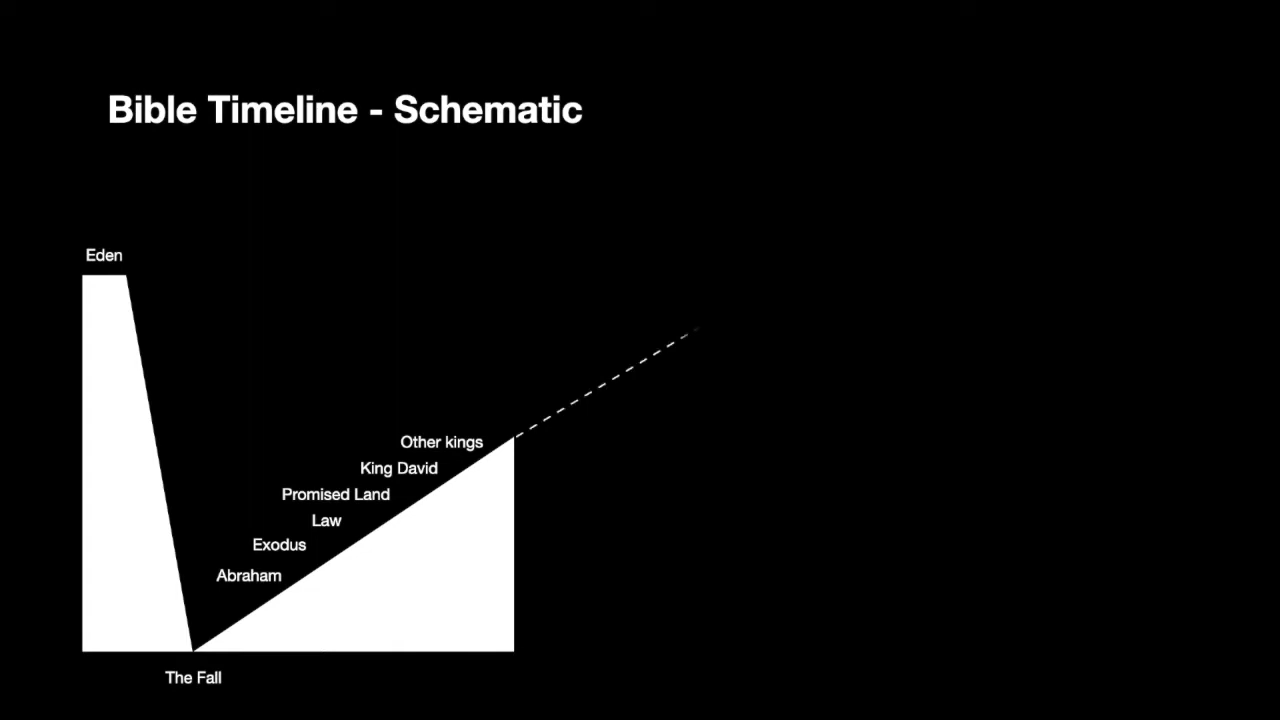 Bible Timeline - Schematic
Eden
Other kings
King David
Promised Land
Law
Exodus
Abraham
The Fall